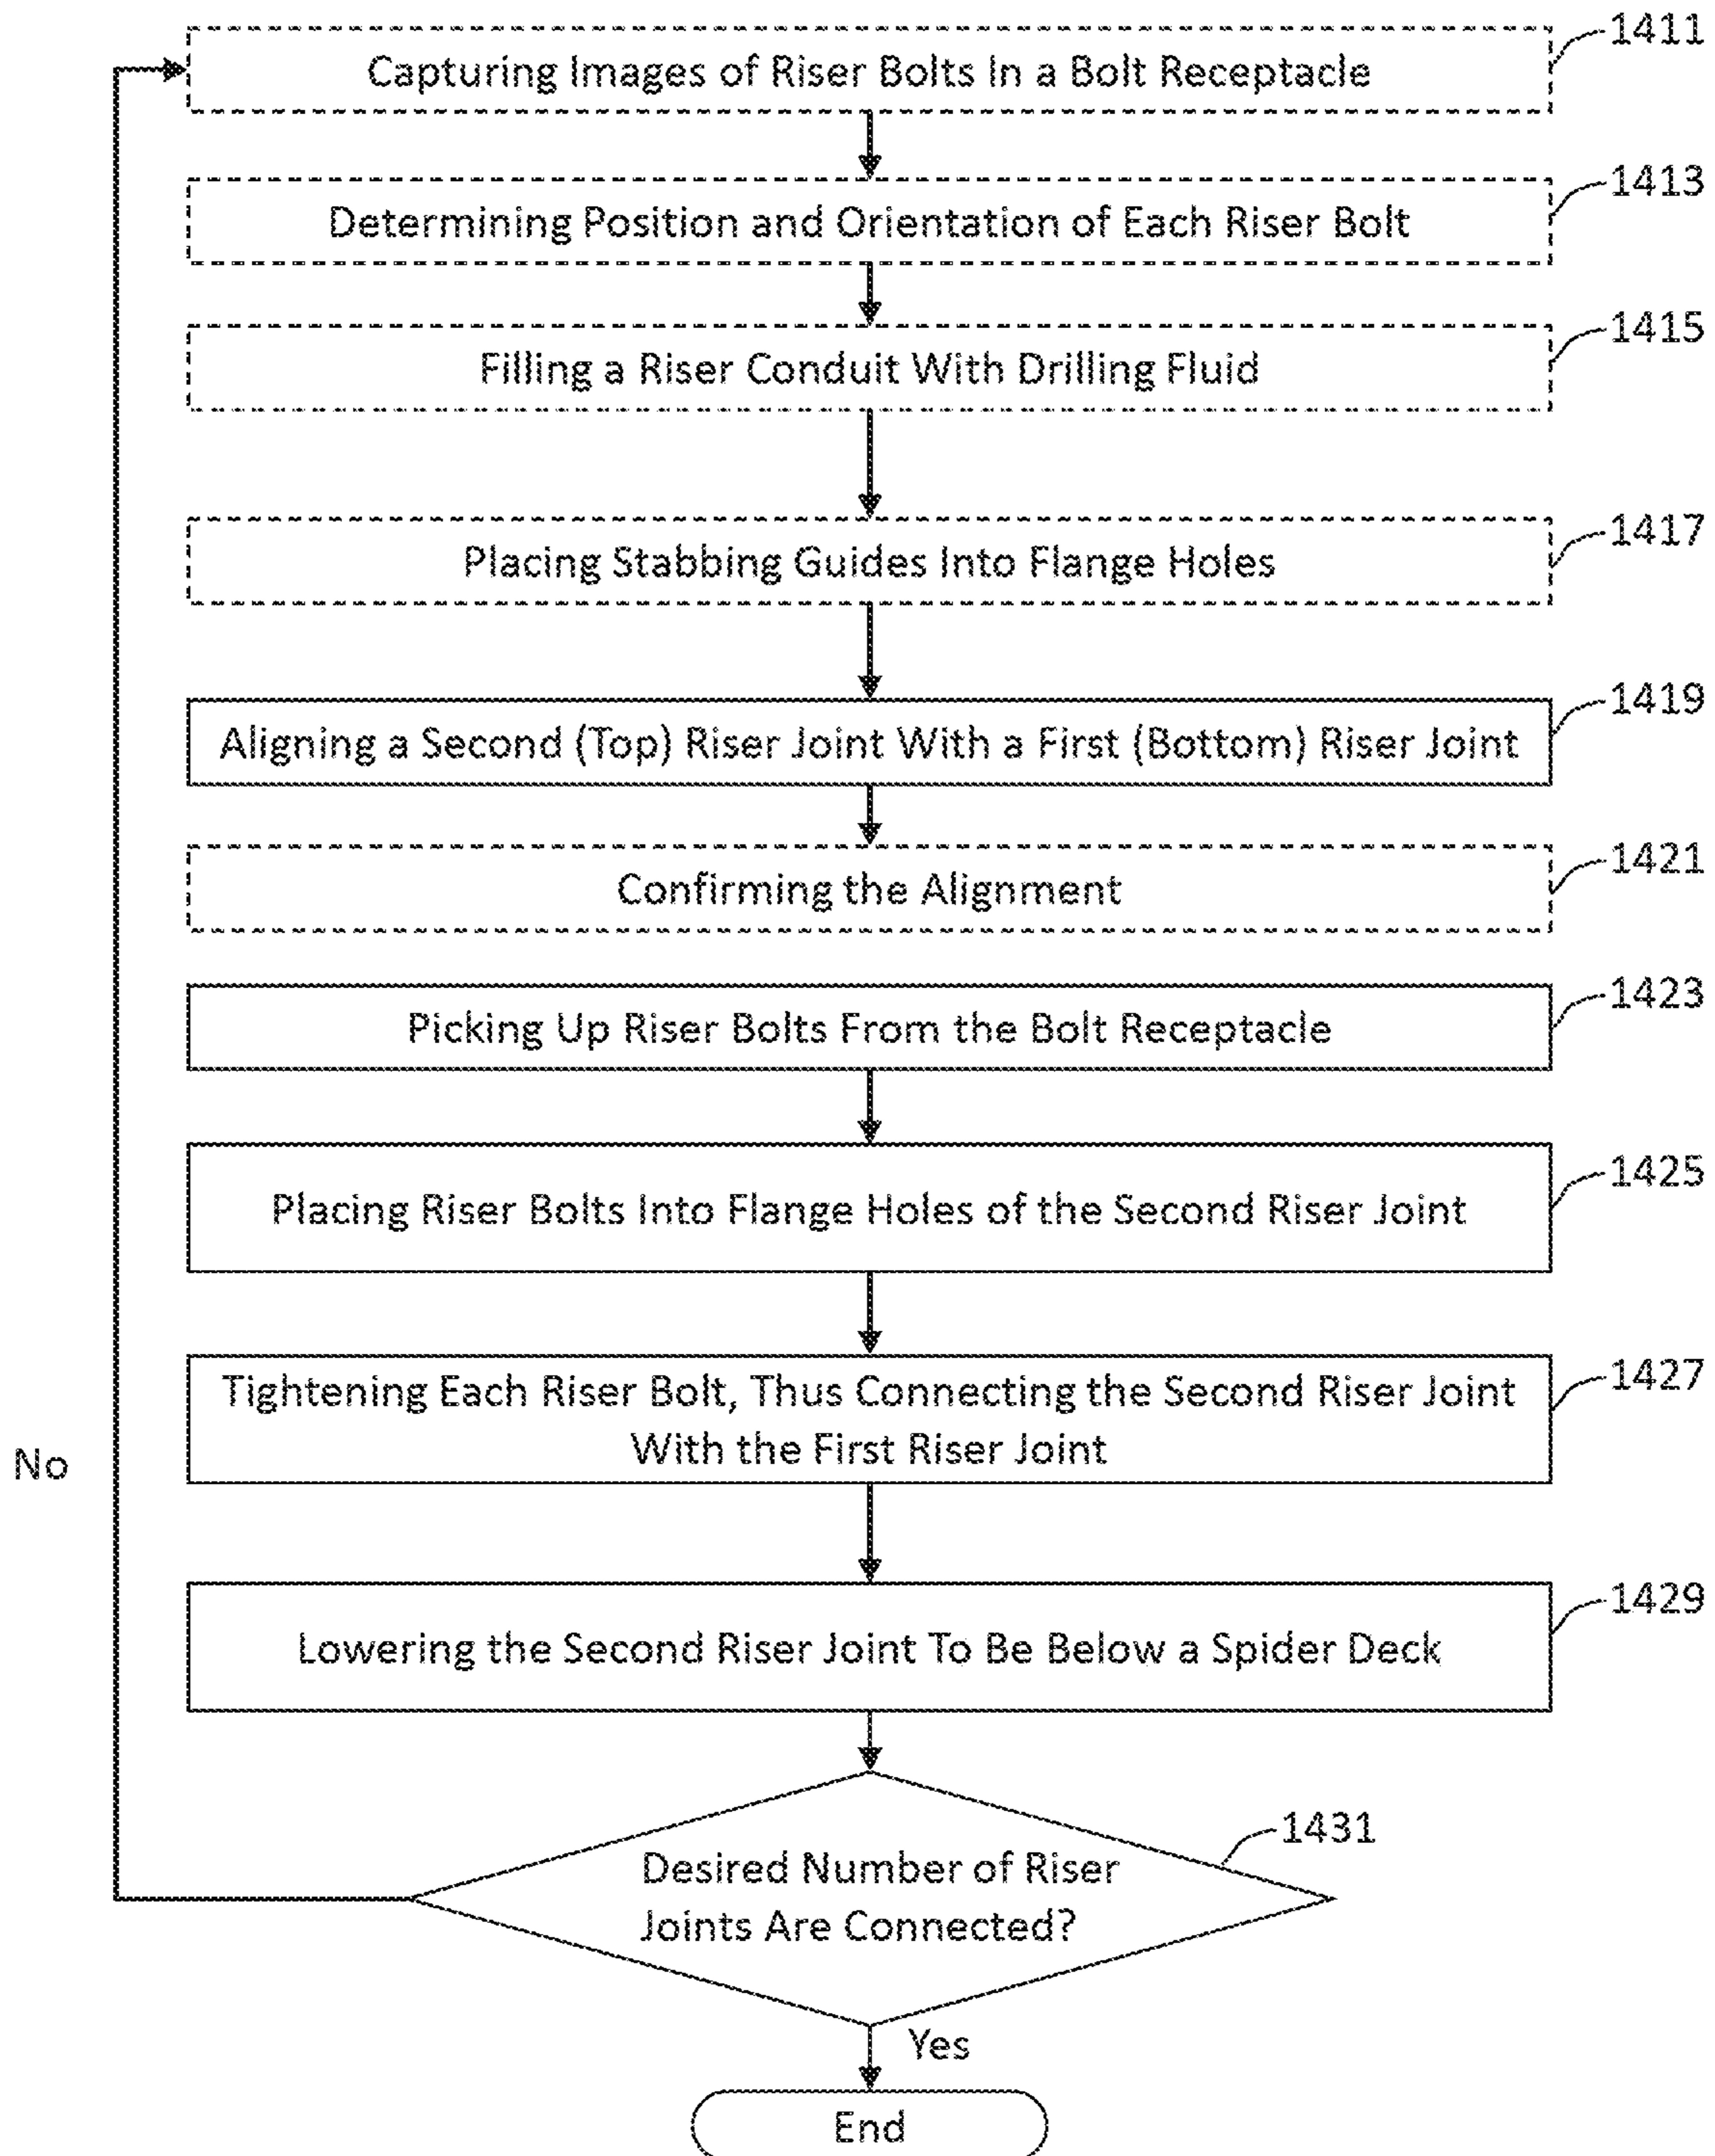 1411
Capturing Images of Riser Bolts In a Bolt Receptacle
1413
Determining Position and Orientation of Each Riser Bolt
1415
Filling a Riser Conduit With Drilling Fluid
1417
Placing Stabbing Guides Into Flange Holes
1419
Aligning a Second (Top) Riser Joint With a First (Bottom) Riser Joint
1421
Confirming the Alignment
1423
Picking Up Riser Bolts From the Bolt Receptacle
1425
Placing Riser Bolts Into Flange Holes of the Second Riser Joint
1427
Tightening Each Riser Bolt, Thus Connecting the Second Riser Joint
With the First Riser Joint
No
1429
Lowering the Second Riser Joint To Be Below a Spider Deck
1431
Desired Number of Riser
Joints Are Connected?
Yes
End